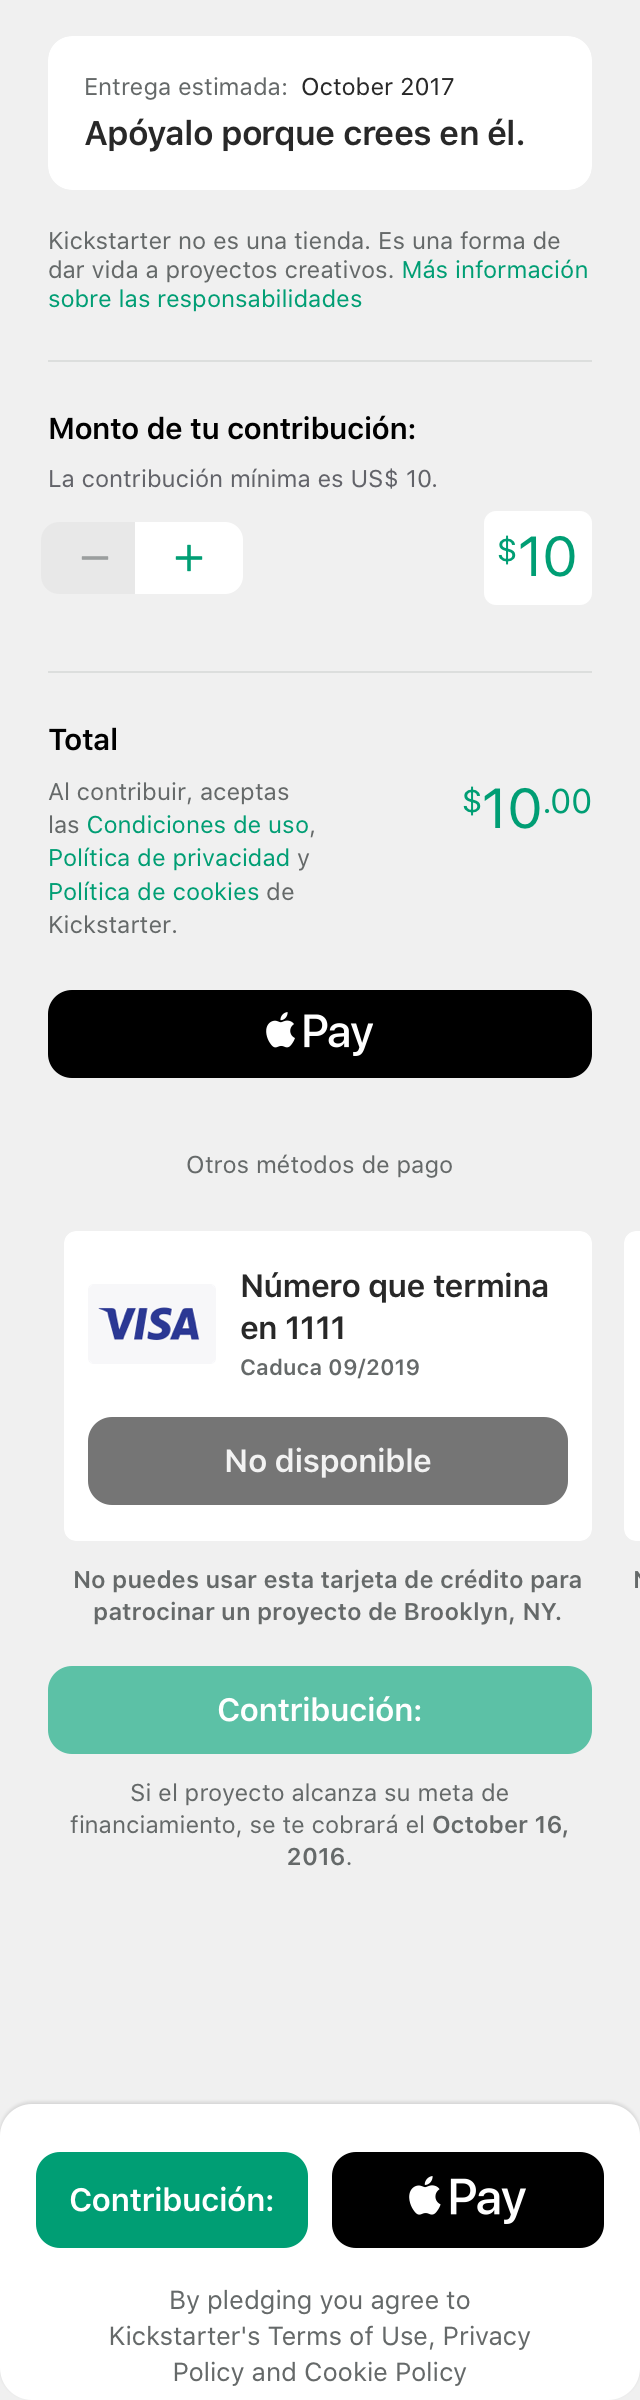 Entrega estimada: October 2017
Apóyalo porque crees en él.
Kickstarter no es una tienda. Es una forma de
dar vida a proyectos creativos. Más información
sobre las responsabilidades
Monto de tu contribución:
La contribución mínima es US$ 10.
$10
Total
Al contribuir, aceptas
las Condiciones de uso,
Política de privacidad y
Política de cookies de
Kickstarter.
$10.00
Pay
Otros métodos de pago
VISA
Número que termina
en 1111
Caduca 09/2019
No disponible
No puedes usar esta tarjeta de crédito para
patrocinar un proyecto de Brooklyn, NY.
Contribución:
Si el proyecto alcanza su meta de
financiamiento, se te cobrará el October 16,
2016.
Contribución:
Pay
By pledging you agree to
Kickstarter's Terms of Use, Privacy
Policy and Cookie Policy